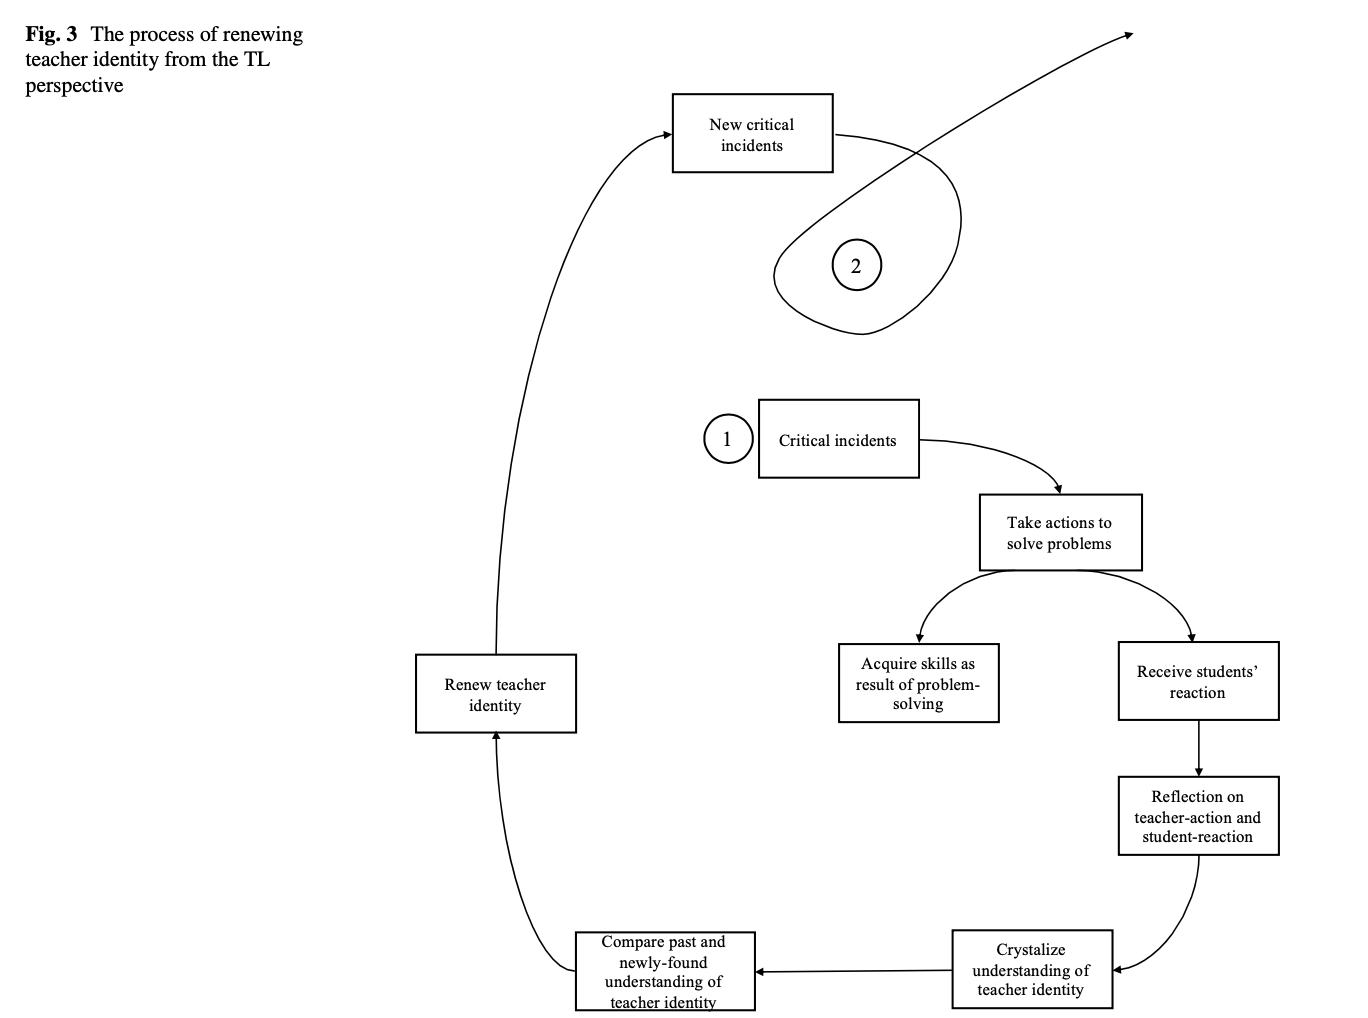 Fig. 3 The process of renewing
teacher identity from the TL
perspective
New critical
incidents
2
1
Critical incidents
Take actions to
solve problems
Acquire skills as
result of problem-
solving
Receive students’
reaction
Renew teacher
identity
Reflection on
teacher-action and
student-reaction
Compare past and
newly-found
understanding of
teacher identity
Crystalize
understanding of
teacher identity